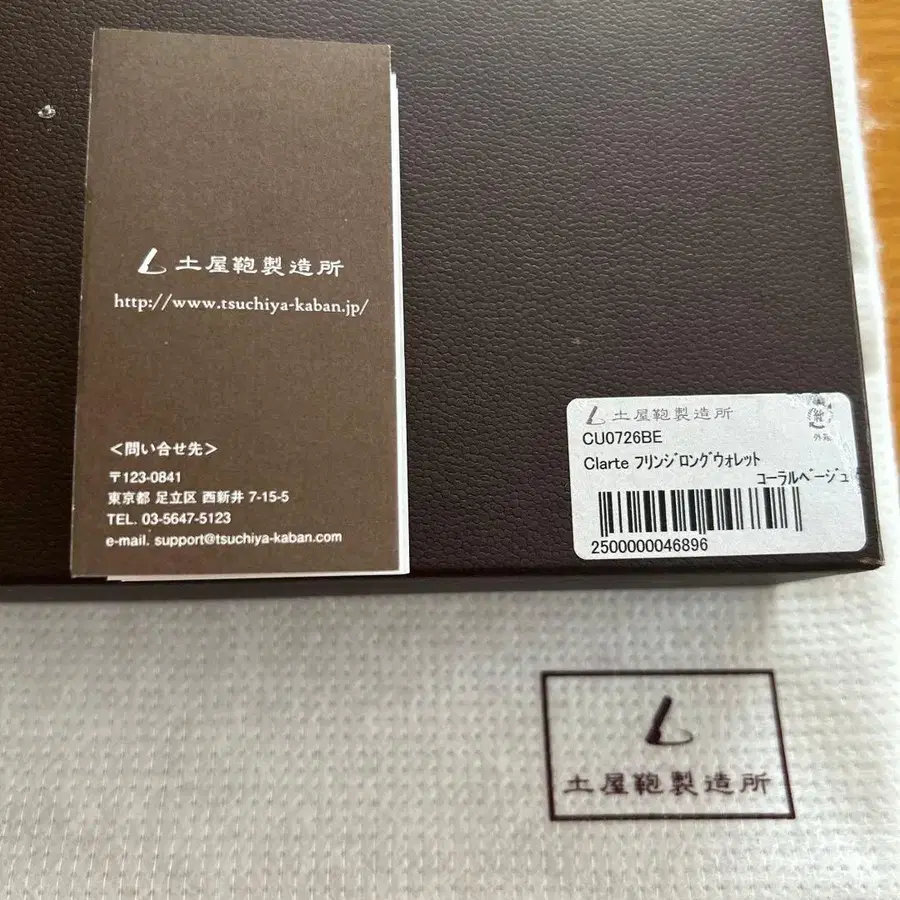 土屋鞄製造所
http://www.tsuchiya-kaban.jp/
＜問い合せ先＞
〒123-0841
東京都 足立区 西新井 7-15-5
TEL. 03-5647-5123
e-mail. support@tsuchiya-kaban.com
土屋鞄製造所
CU0726BE
Clarte フリンジロングウォレット
コーラルベージュ
2500000046896
紙
外箱
土屋鞄製造所